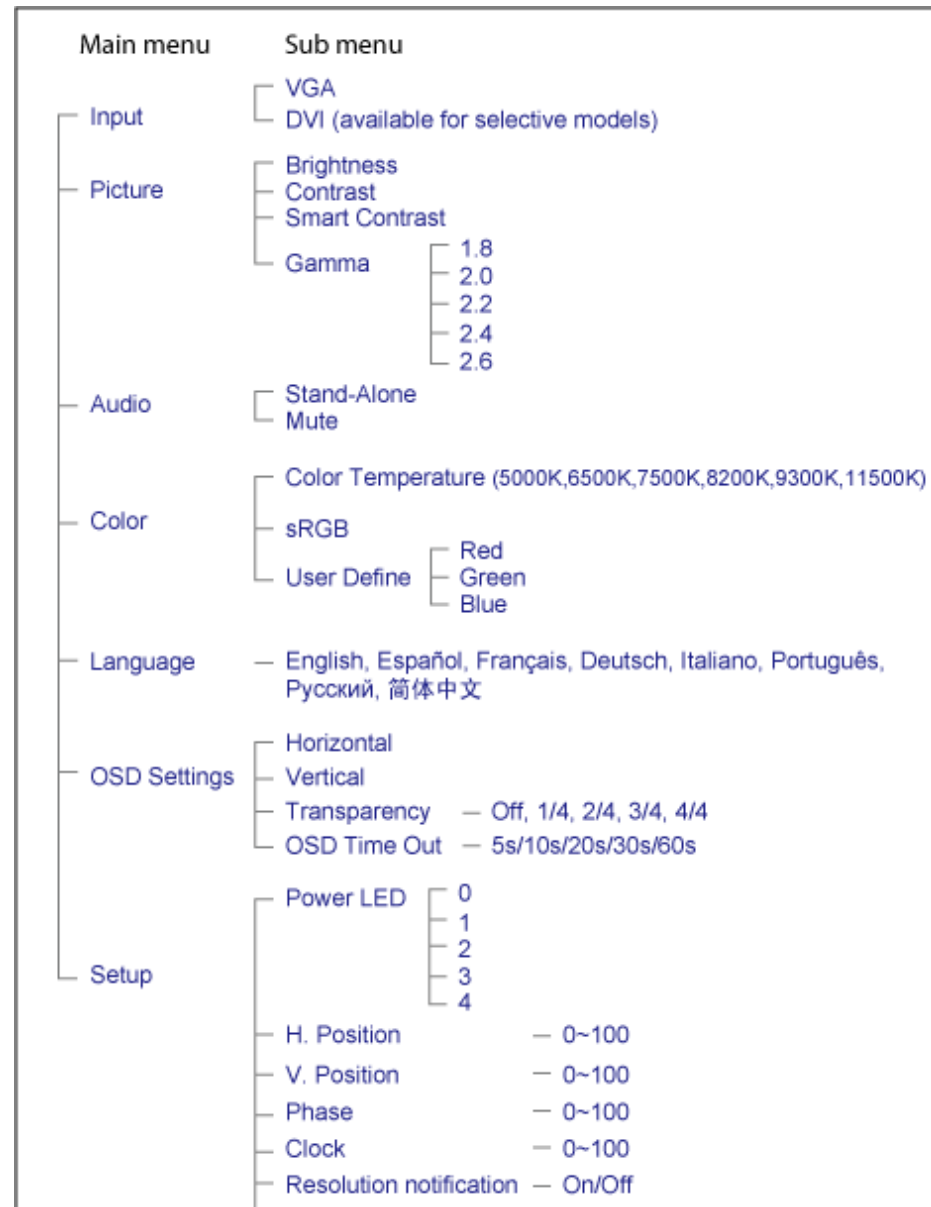 Main menu Sub menu
VGA
Input
DVI (available for selective models)
Brightness
Picture
Contrast
Smart Contrast
Gamma
1.8
2.0
2.2
2.4
2.6
Audio
Stand-Alone
Mute
Color Temperature (5000K,6500K,7500K,8200K,9300K,11500K)
Color
sRGB
User Define
Red
Green
Blue
Language
English, Español, Français, Deutsch, Italiano, Português,
Русский, 简体中文
Horizontal
OSD Settings
Vertical
Transparency — Off, 1/4, 2/4, 3/4, 4/4
OSD Time Out — 5s/10s/20s/30s/60s
Power LED
0
1
2
3
4
Setup
H. Position — 0~100
V. Position — 0~100
Phase — 0~100
Clock — 0~100
Resolution notification — On/Off